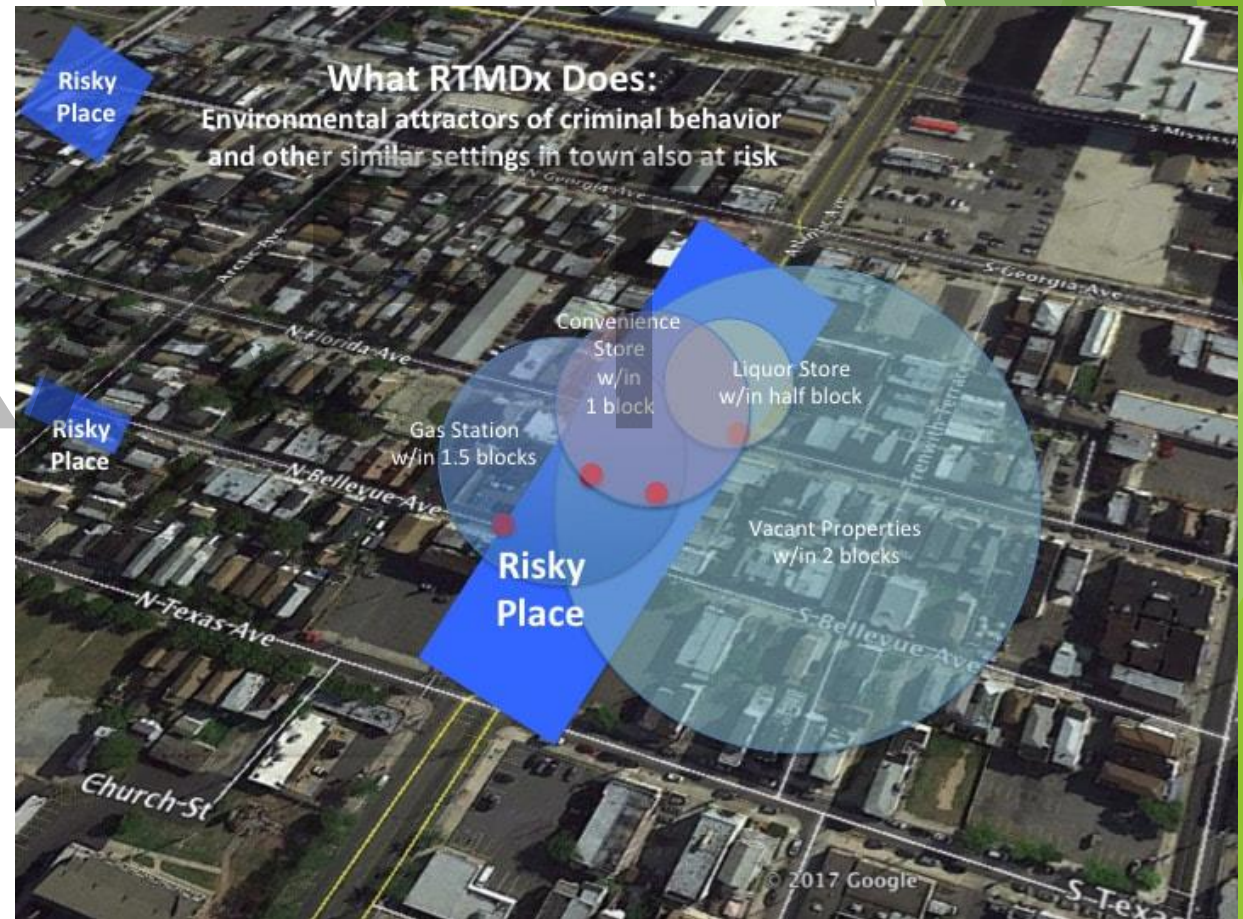 Risky
Place
What RTMDx Does:
Environmental attractors of criminal behavior
and other similar settings in town also at risk
S Mississi
N Georgia Ave
S Georgia Ave
Convenience
Store
w/in
1 block
N Florida Ave
Liquor Store
w/in half block
Gas Station
w/in 1.5 blocks
Risky
Place
N Bellevue Ave
Vacant Properties
w/in 2 blocks
Risky
Place
N Texas Ave
S Bellevue Ave
Church St
© 2017 Google
S Tex